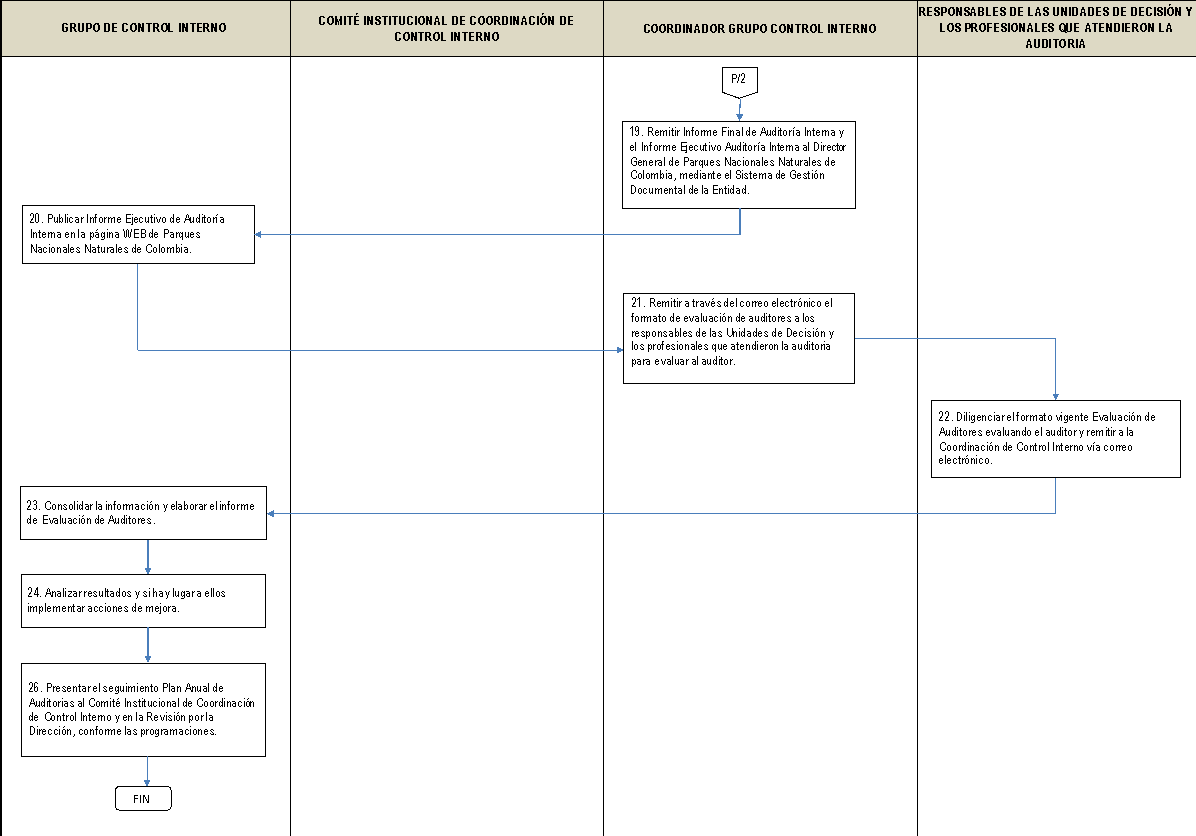 GRUPO DE CONTROL INTERNO
COMITÉ INSTITUCIONAL DE COORDINACIÓN DE
CONTROL INTERNO
COORDINADOR GRUPO CONTROL INTERNO
RESPONSABLES DE LAS UNIDADES DE DECISIÓN Y
LOS PROFESIONALES QUE ATENDIERON LA
AUDITORIA
P/2
19. Remitir Informe Final de Auditoría Interna y
el Informe Ejecutivo Auditoría Interna al Director
General de Parques Nacionales Naturales de
Colombia, mediante el Sistema de Gestión
Documental de la Entidad.
20. Publicar Informe Ejecutivo de Auditoría
Interna en la página WEB de Parques
Nacionales Naturales de Colombia.
21. Remitir a través del correo electrónico el
formato de evaluación de auditores a los
responsables de las Unidades de Decisión y
los profesionales que atendieron la auditoria
para evaluar al auditor.
22. Diligenciar el formato vigente Evaluación de
Auditores evaluando el auditor y remitir a la
Coordinación de Control Interno vía correo
electrónico.
23. Consolidar la información y elaborar el informe
de Evaluación de Auditores.
24. Analizar resultados y si hay lugar a ellos
implementar acciones de mejora.
26. Presentar el seguimiento Plan Anual de
Auditorias al Comité Institucional de Coordinación
de Control Interno y en la Revisión por la
Dirección, conforme las programaciones.
FIN